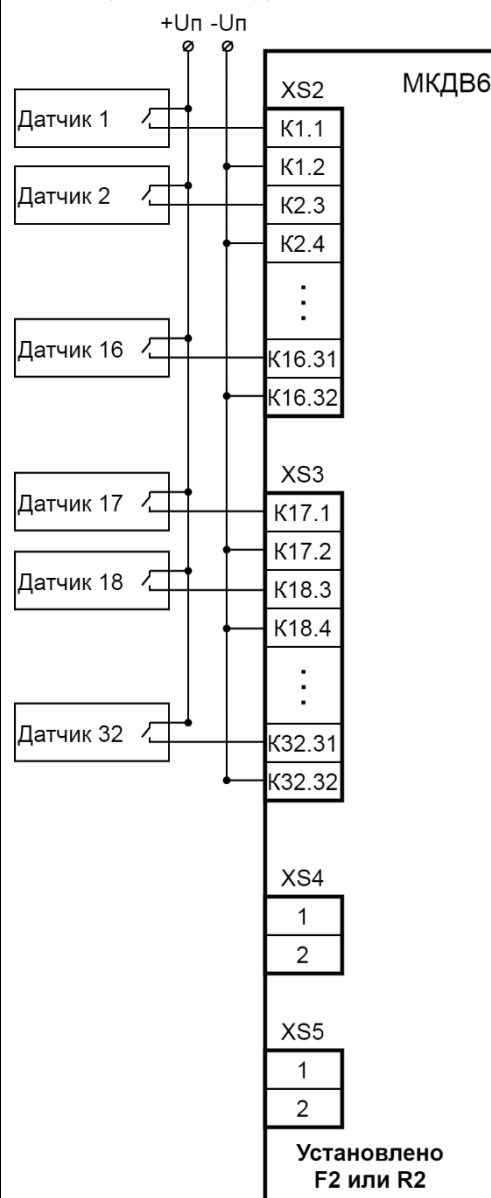 +Uп -Uп
МКДВ6
XS2
Датчик 1
К1.1
К1.2
Датчик 2
К2.3
К2.4
Датчик 16
К16.31
К16.32
XS3
Датчик 17
К17.1
К17.2
Датчик 18
К18.3
К18.4
Датчик 32
К32.31
К32.32
XS4
1
2
XS5
1
2
Установлено
F2 или R2